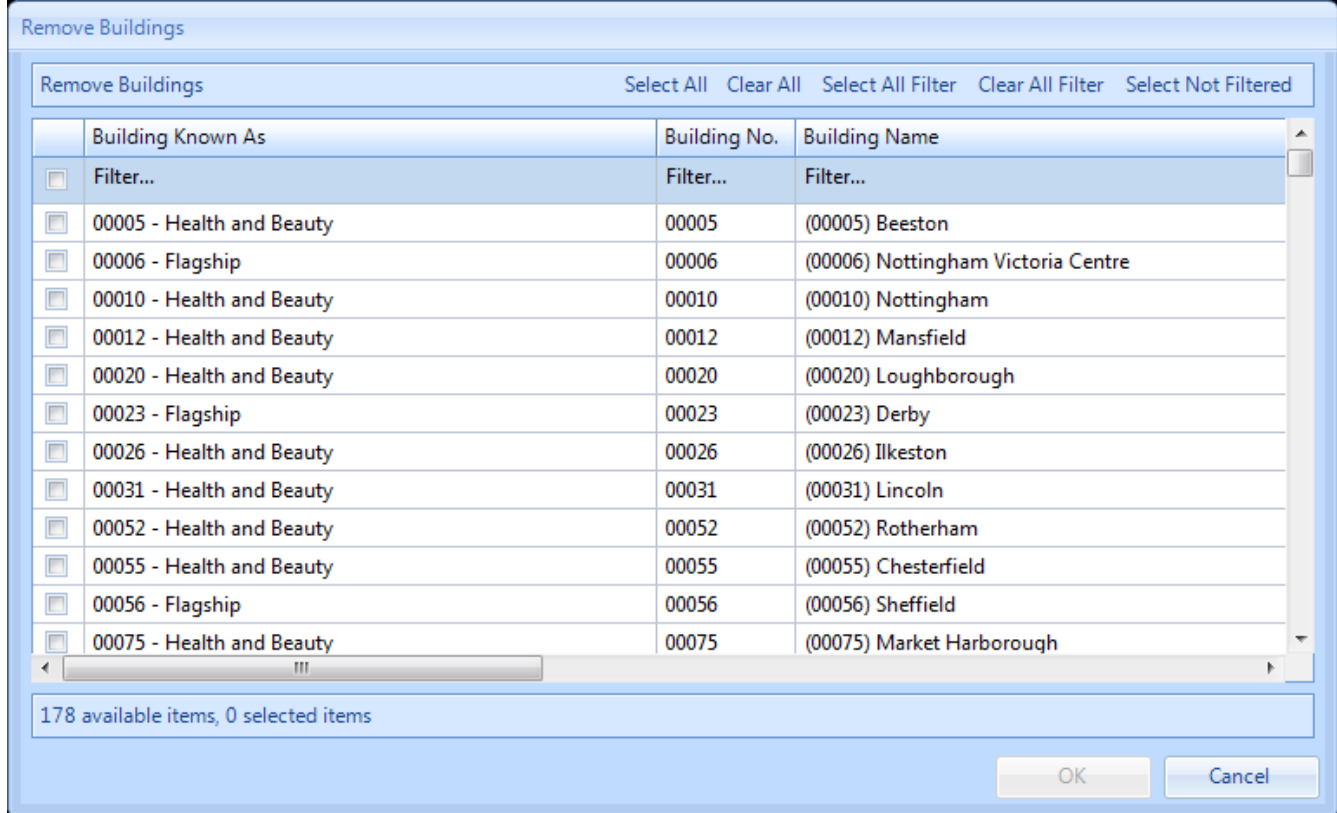 Remove Buildings
Remove Buildings Select All Clear All Select All Filter Clear All Filter Select Not Filtered
Building Known As Building No. Building Name
Filter... Filter... Filter...
00005 - Health and Beauty 00005 (00005) Beeston
00006 - Flagship 00006 (00006) Nottingham Victoria Centre
00010 - Health and Beauty 00010 (00010) Nottingham
00012 - Health and Beauty 00012 (00012) Mansfield
00020 - Health and Beauty 00020 (00020) Loughborough
00023 - Flagship 00023 (00023) Derby
00026 - Health and Beauty 00026 (00026) Ilkeston
00031 - Health and Beauty 00031 (00031) Lincoln
00052 - Health and Beauty 00052 (00052) Rotherham
00055 - Health and Beauty 00055 (00055) Chesterfield
00056 - Flagship 00056 (00056) Sheffield
00075 - Health and Beauty 00075 (00075) Market Harborough
178 available items, 0 selected items
OK Cancel